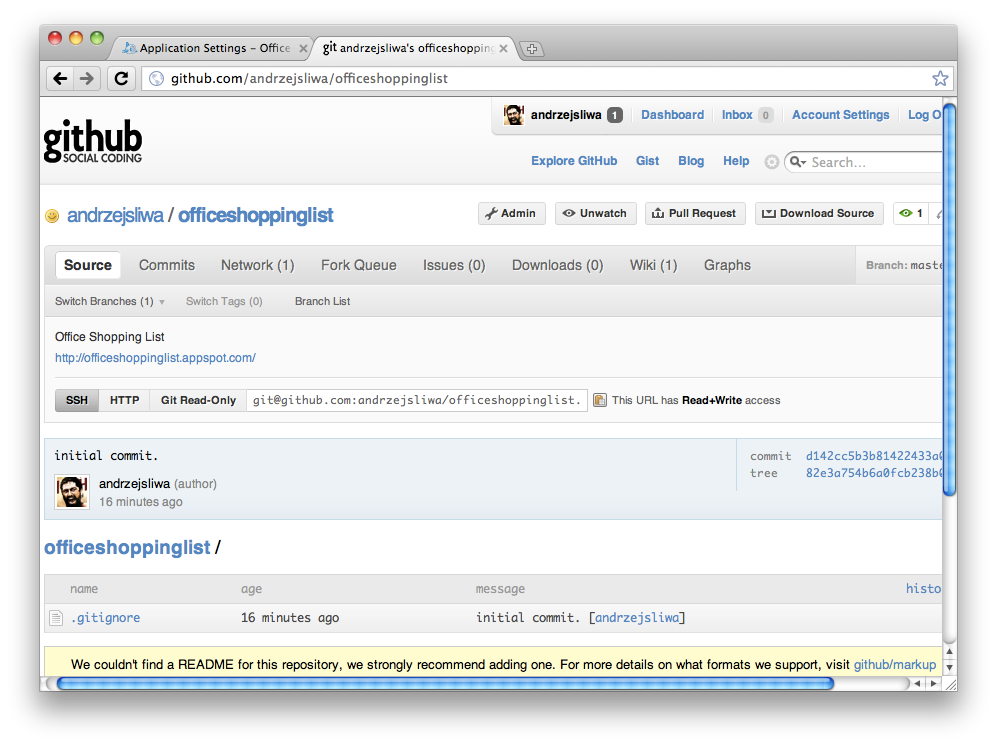 Application Settings - Office
git andrzejsliwa's officeshopping
github.com/andrzejsliwa/officeshoppinglist
github
SOCIAL CODING
andrzejsliwa 1 Dashboard Inbox 0 Account Settings Log O
Explore GitHub Gist Blog Help Search...
andrzejsliwa / officeshoppinglist
Admin Unwatch Pull Request Download Source 1
Source Commits Network (1) Fork Queue Issues (0) Downloads (0) Wiki (1) Graphs Branch: maste
Switch Branches (1) Switch Tags (0) Branch List
Office Shopping List
http://officeshoppinglist.appspot.com/
SSH HTTP Git Read-Only git@github.com:andrzejsliwa/officeshoppinglist. This URL has Read+Write access
initial commit.
commit d142cc5b3b81422433a0
andrzejsliwa (author)
tree 82e3a754b6a0fcb238b0
16 minutes ago
officeshoppinglist /
name age message histo
.gitignore 16 minutes ago initial commit. [andrzejsliwa]
We couldn't find a README for this repository, we strongly recommend adding one. For more details on what formats we support, visit github/markup